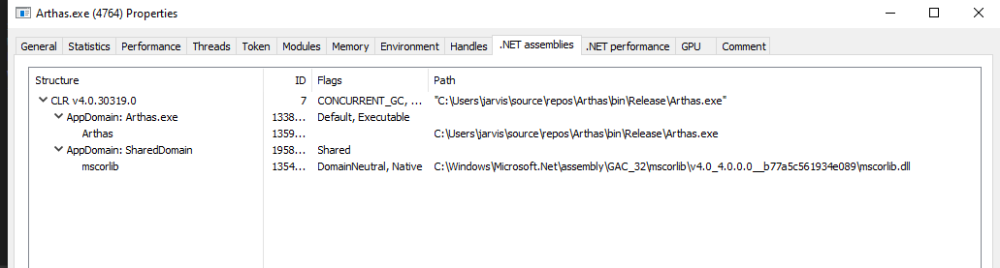 Arthas.exe (4764) Properties
General Statistics Performance Threads Token Modules Memory Environment Handles .NET assemblies .NET performance GPU Comment
Structure ID Flags Path
CLR v4.0.30319.0 7 CONCURRENT_GC, ... "C:\Users\jarvis\source\repos\Arthas\bin\Release\Arthas.exe"
AppDomain: Arthas.exe 1338... Default, Executable
Arthas 1359... C:\Users\jarvis\source\repos\Arthas\bin\Release\Arthas.exe
AppDomain: SharedDomain 1958... Shared
mscorlib 1354... DomainNeutral, Native C:\Windows\Microsoft.Net\assembly\GAC_32\mscorlib\v4.0_4.0.0.0__b77a5c561934e089\mscorlib.dll